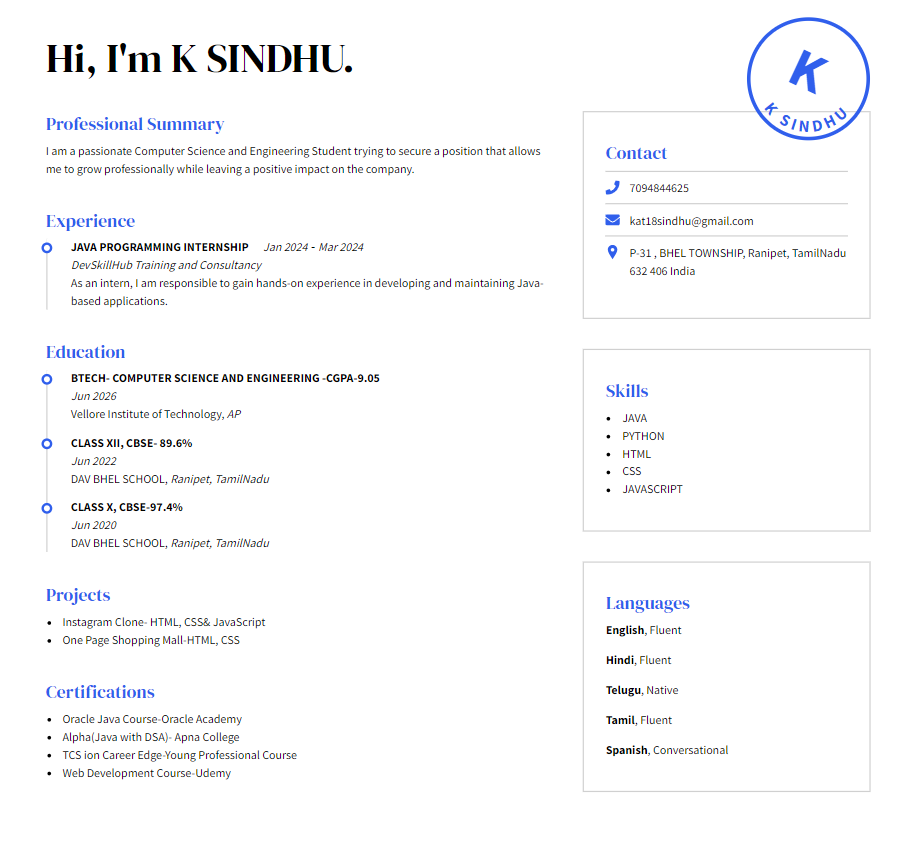 Hi, I'm K SINDHU.
K
K SINDHU
Professional Summary
I am a passionate Computer Science and Engineering Student trying to secure a position that allows
me to grow professionally while leaving a positive impact on the company.
Experience
JAVA PROGRAMMING INTERNSHIP Jan 2024 - Mar 2024
DevSkillHub Training and Consultancy
As an intern, I am responsible to gain hands-on experience in developing and maintaining Java-
based applications.
Education
BTECH- COMPUTER SCIENCE AND ENGINEERING -CGPA-9.05
Jun 2026
Vellore Institute of Technology, AP
CLASS XII, CBSE- 89.6%
Jun 2022
DAV BHEL SCHOOL, Ranipet, TamilNadu
CLASS X, CBSE-97.4%
Jun 2020
DAV BHEL SCHOOL, Ranipet, TamilNadu
Projects
• Instagram Clone- HTML, CSS& JavaScript
• One Page Shopping Mall-HTML, CSS
Certifications
• Oracle Java Course-Oracle Academy
• Alpha(Java with DSA)- Apna College
• TCS ion Career Edge-Young Professional Course
• Web Development Course-Udemy
Contact
7094844625
kat18sindhu@gmail.com
P-31 , BHEL TOWNSHIP, Ranipet, TamilNadu
632 406 India
Skills
• JAVA
• PYTHON
• HTML
• CSS
• JAVASCRIPT
Languages
English, Fluent
Hindi, Fluent
Telugu, Native
Tamil, Fluent
Spanish, Conversational